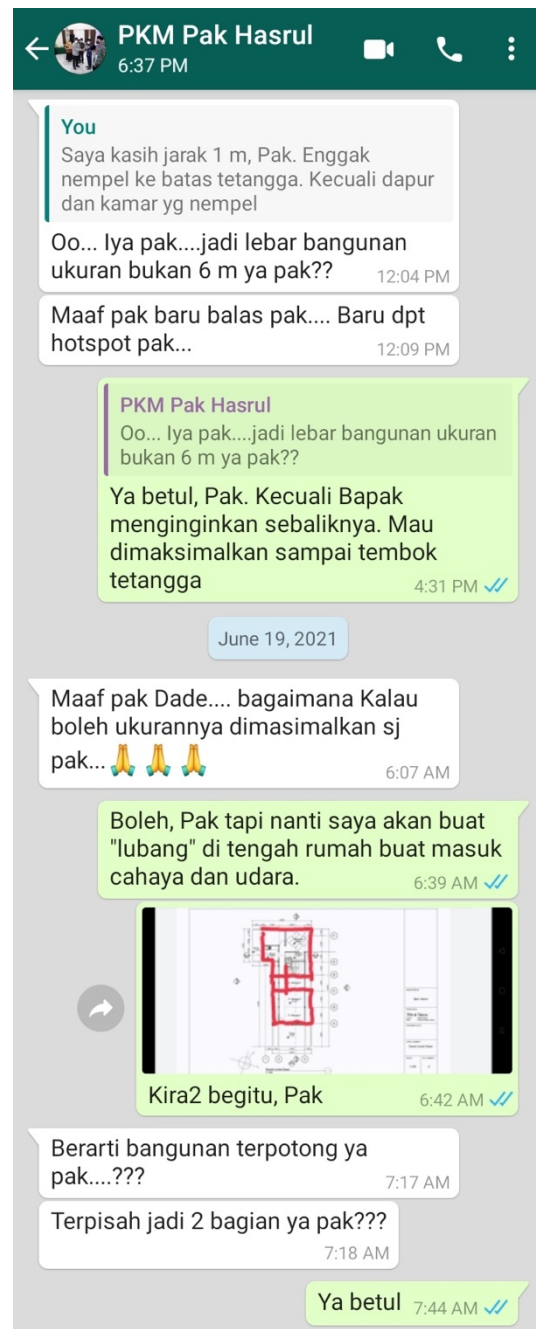 PKM Pak Hasrul
6:37 PM
You
Saya kasih jarak 1 m, Pak. Enggak
nempel ke batas tetangga. Kecuali dapur
dan kamar yg nempel
Oo... Iya pak....jadi lebar bangunan
ukuran bukan 6 m ya pak??
12:04 PM
Maaf pak baru balas pak.... Baru dpt
hotspot pak...
12:09 PM
PKM Pak Hasrul
Oo... Iya pak....jadi lebar bangunan ukuran
bukan 6 m ya pak??
Ya betul, Pak. Kecuali Bapak
menginginkan sebaliknya. Mau
dimaksimalkan sampai tembok
tetangga
4:31 PM
June 19, 2021
Maaf pak Dade.... bagaimana Kalau
boleh ukurannya dimasimalkan sj
pak...
6:07 AM
Boleh, Pak tapi nanti saya akan buat
"lubang" di tengah rumah buat masuk
cahaya dan udara.
6:39 AM
Kira2 begitu, Pak
6:42 AM
Berarti bangunan terpotong ya
pak....???
7:17 AM
Terpisah jadi 2 bagian ya pak???
7:18 AM
Ya betul
7:44 AM